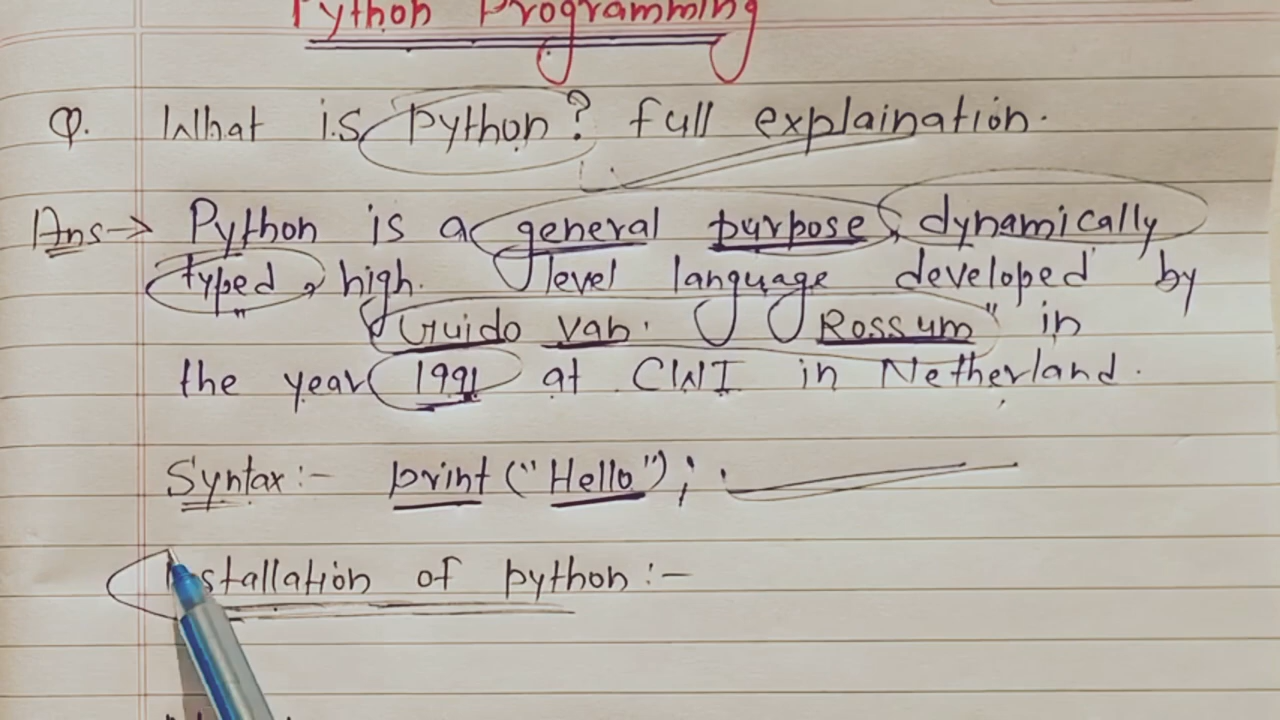 Python Programming
Q. What is python? full explaination.
Ans-> Python is a general purpose, dynamically
typed, high level language developed by
"Guido van Rossum" in
the year 1991 at CWI in Netherland.
Syntax:- print("Hello");
Installation of python:-